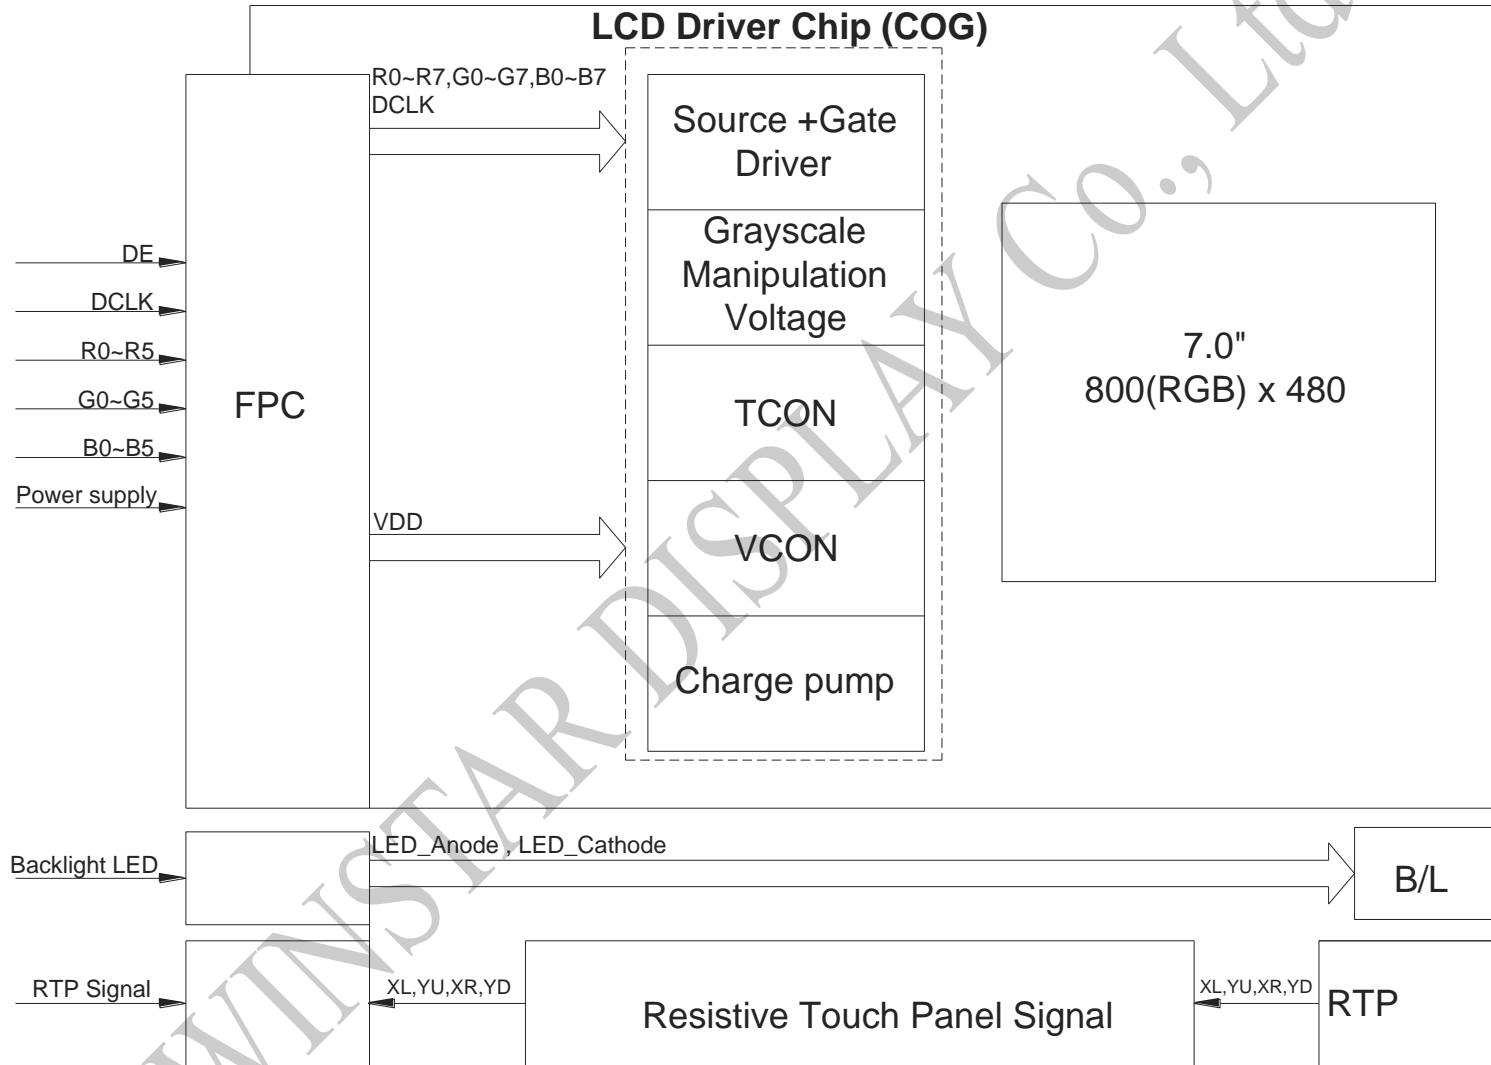 LCD Driver Chip (COG)
R0~R7,G0~G7,B0~B7
DCLK
Source +Gate
Driver
Grayscale
Manipulation
Voltage
TCON
VCON
Charge pump
7.0"
800(RGB) x 480
DE
DCLK
R0~R5
G0~G5
B0~B5
Power supply
FPC
VDD
Backlight LED
LED_Anode , LED_Cathode
B/L
RTP Signal
XL,YU,XR,YD
Resistive Touch Panel Signal
XL,YU,XR,YD
RTP
WINSTAR DISPLAY Co., Ltd